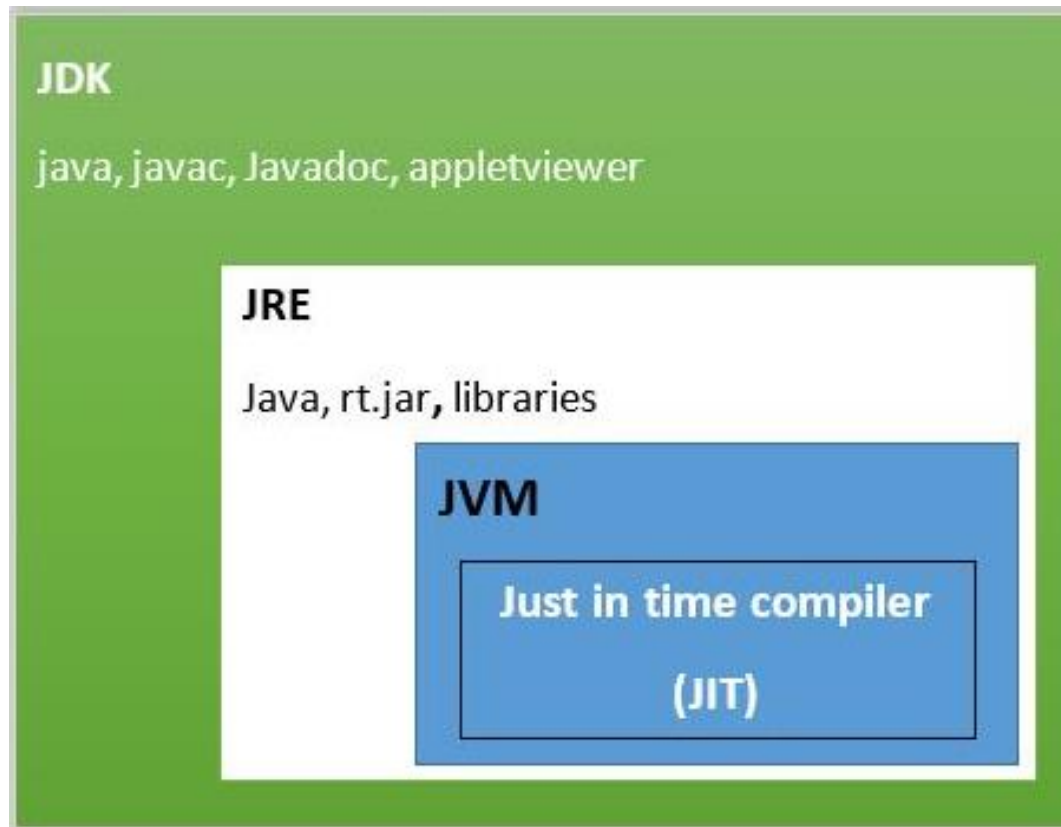 JDK
java, javac, Javadoc, appletviewer
JRE
Java, rt.jar, libraries
JVM
Just in time compiler
(JIT)